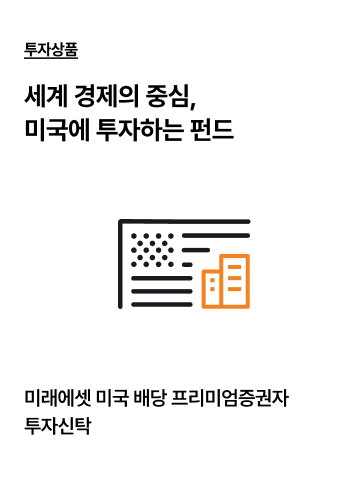 투자상품
세계 경제의 중심,
미국에 투자하는 펀드
미래에셋 미국 배당 프리미엄증권자
투자신탁